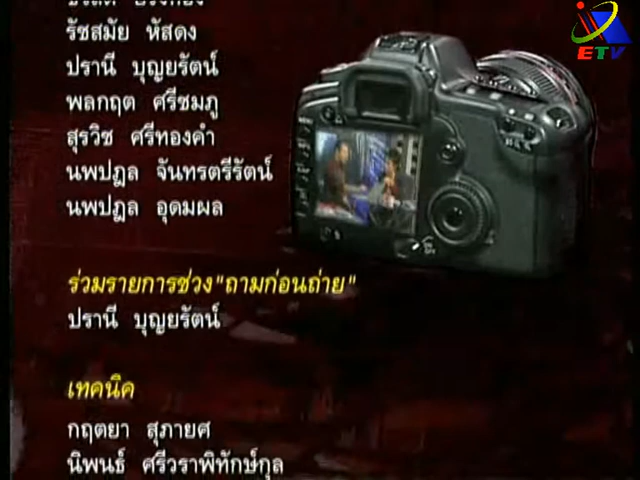 รัชสมัย หัสดง
ปรานี บุญยรัตน์
พลกฤต ศรีชมภู
สุรวิช ศรีทองคำ
นพปฎล จันทรตรีรัตน์
นพปฎล อุตมผล
ร่วมรายการช่วง"ถามก่อนถ่าย"
ปรานี บุญยรัตน์
เทคนิค
กฤตยา สุภายศ
นิพนธ์ ศรีวราพิทักษ์กุล
ETV